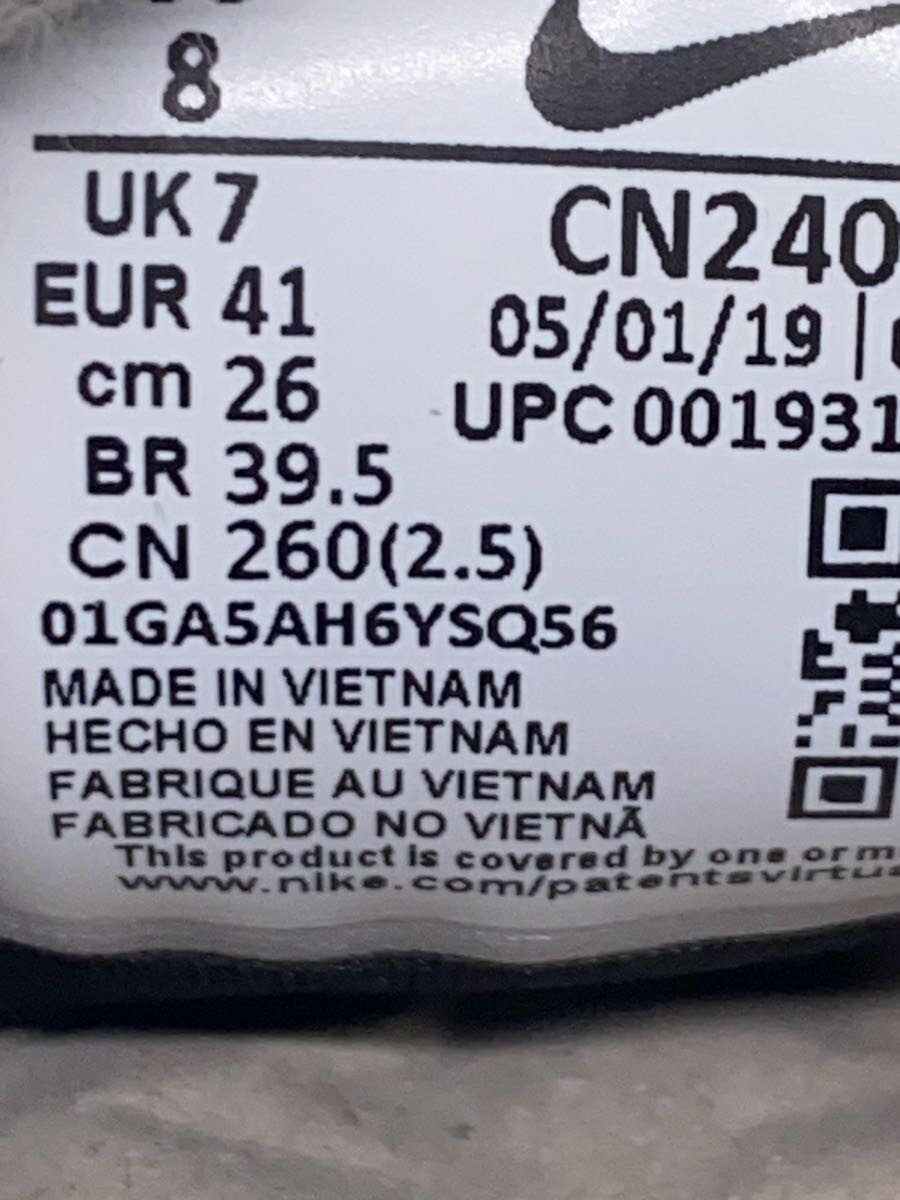 8
UK 7
EUR 41
cm 26
BR 39.5
CN 260(2.5)
01GA5AH6YSQ56
MADE IN VIETNAM
HECHO EN VIETNAM
FABRIQUE AU VIETNAM
FABRICADO NO VIETNÃ
This product is covered by one or m
www.nike.com/patentsvirtua
CN240
05/01/19 |
UPC 001931